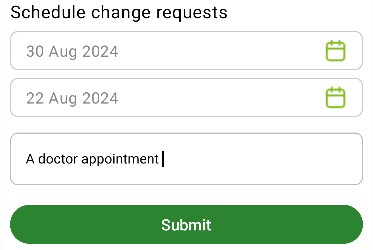 Schedule change requests
30 Aug 2024
22 Aug 2024
A doctor appointment
Submit